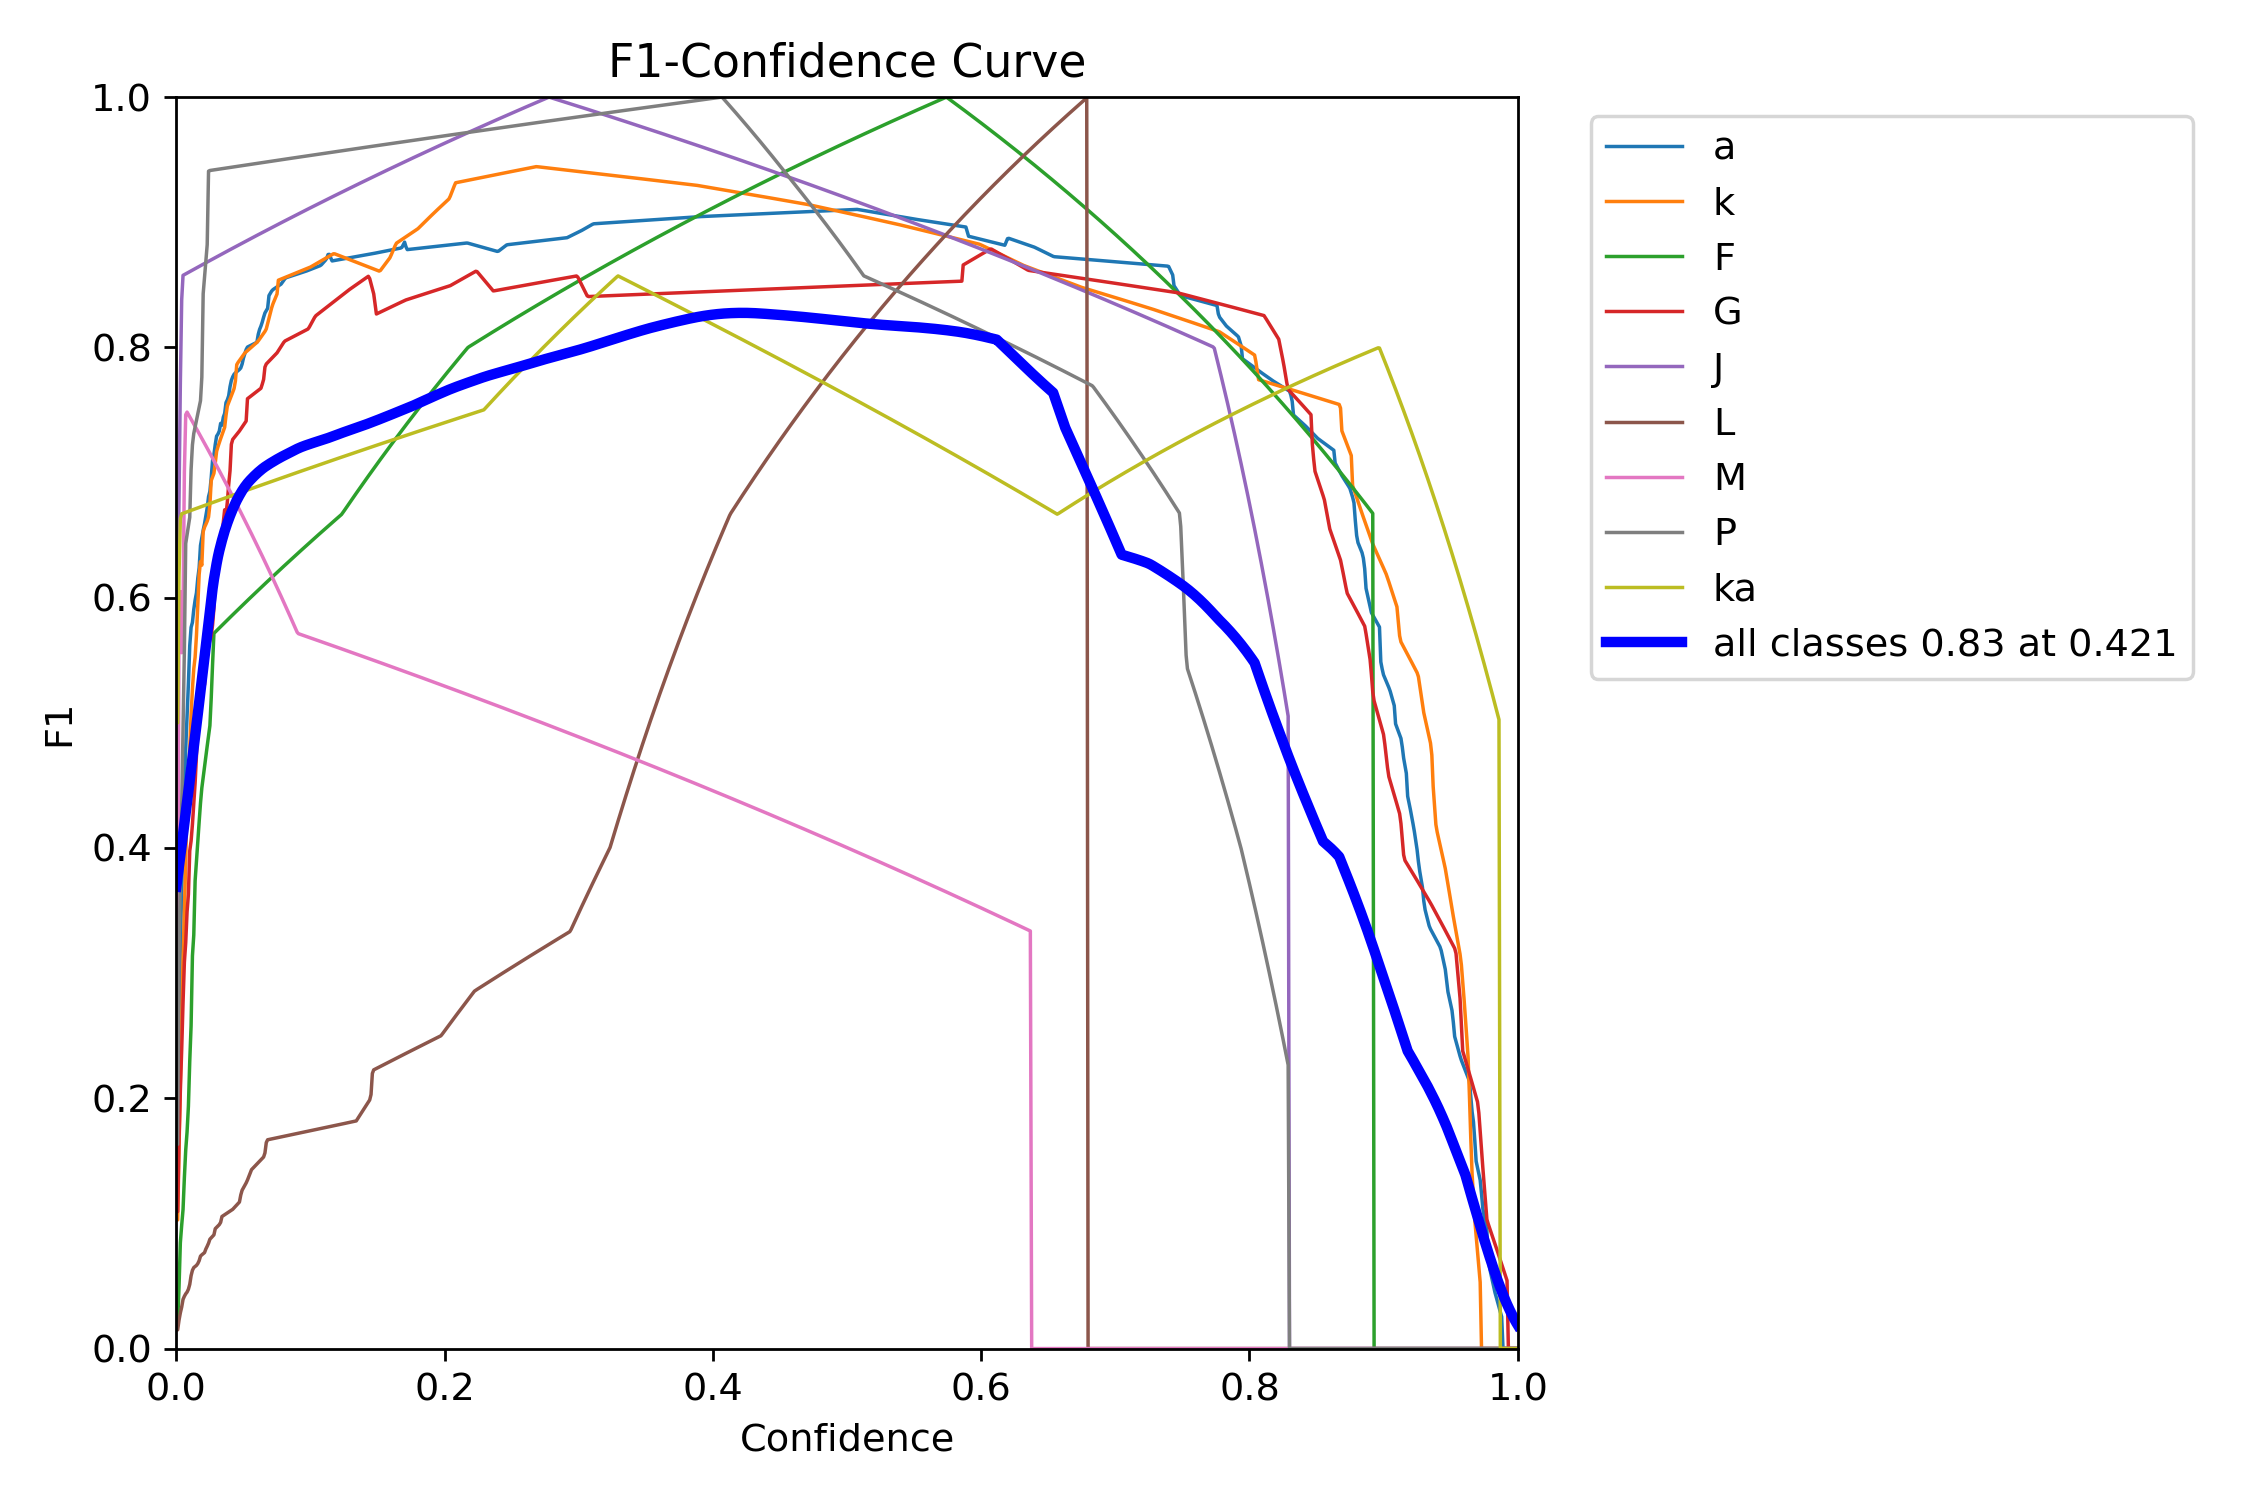 F1-Confidence Curve
1.0
0.8
0.6
0.4
0.2
0.0
F1
0.0 0.2 0.4 0.6 0.8 1.0
Confidence
a
k
F
G
J
L
M
P
ka
all classes 0.83 at 0.421